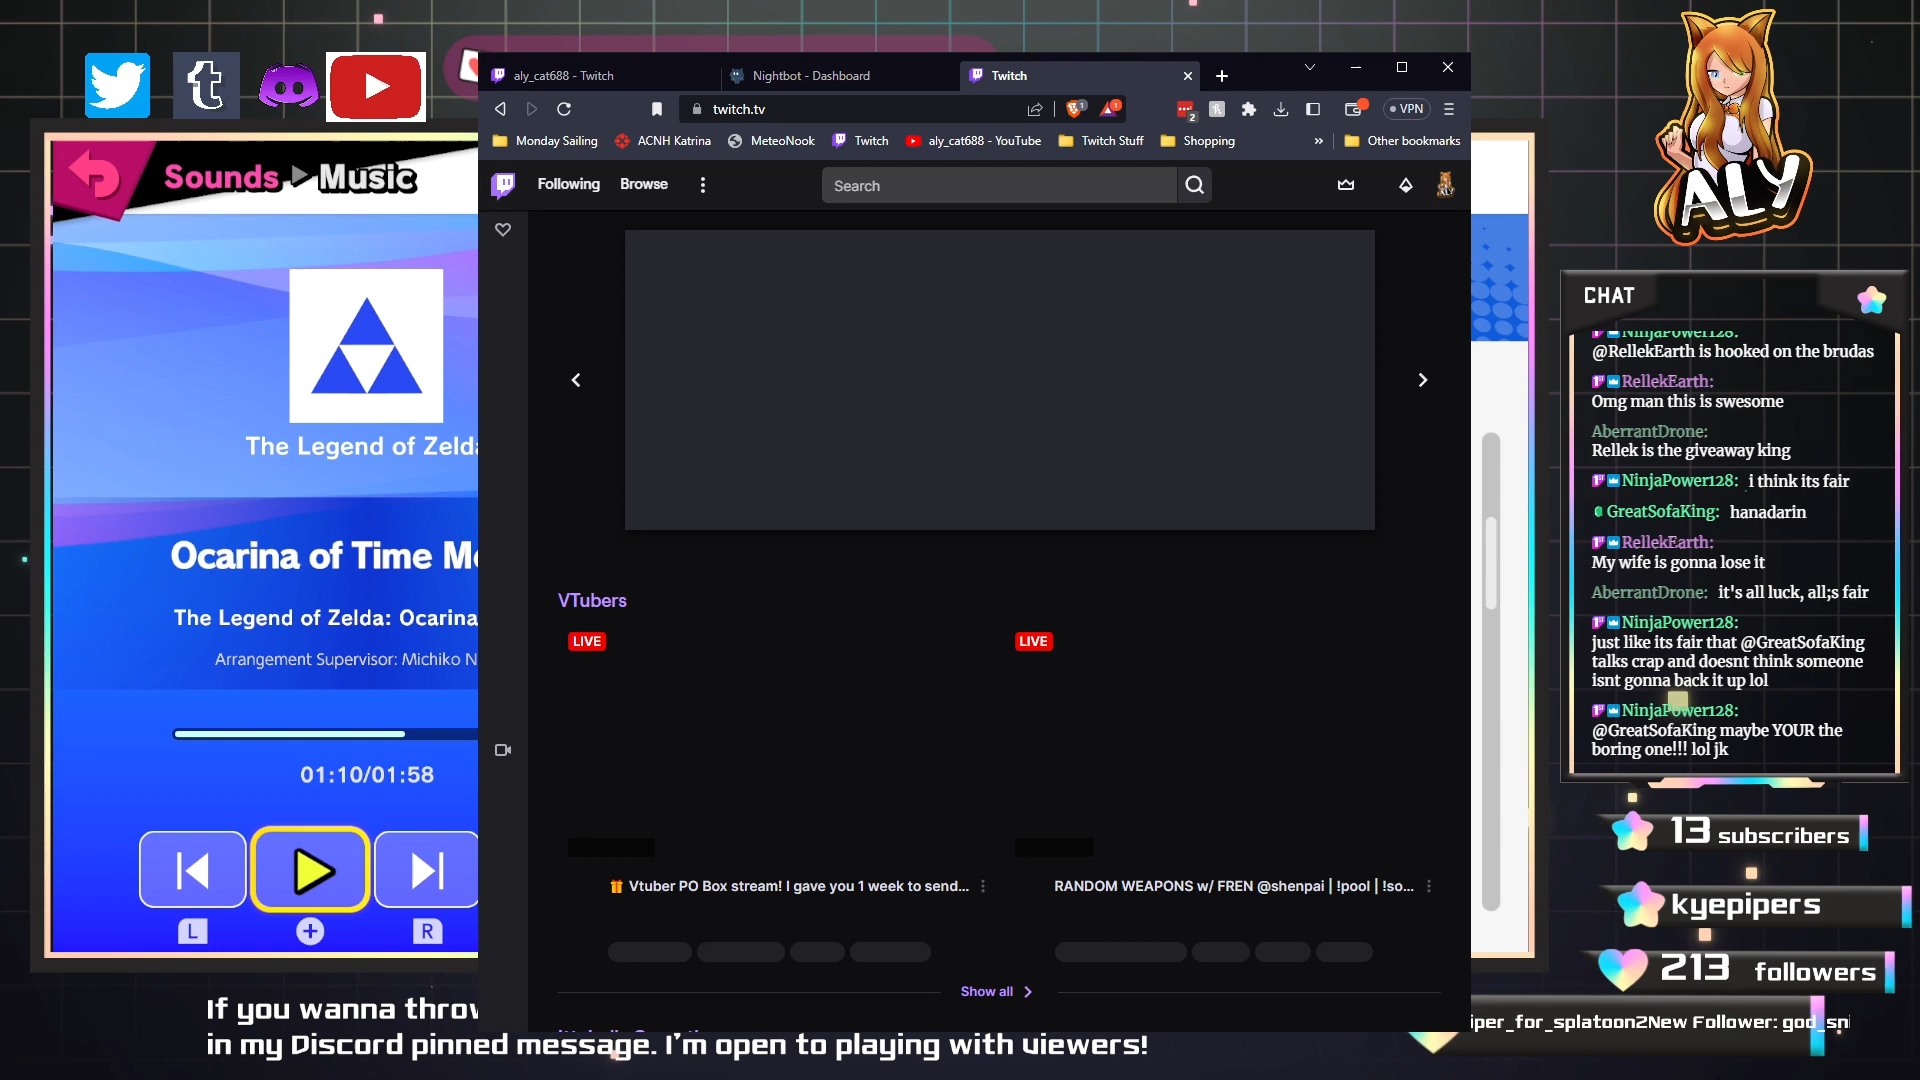 aly_cat688 - Twitch
Nightbot - Dashboard
Twitch
twitch.tv
1
1
2
VPN
Monday Sailing
ACNH Katrina
MeteoNook
Twitch
aly_cat688 - YouTube
Twitch Stuff
Shopping
»
Other bookmarks
Following
Browse
Search
Sounds
Music
The Legend of Zelda
Ocarina of Time M
The Legend of Zelda: Ocarina
Arrangement Supervisor: Michiko N
01:10/01:58
L
R
VTubers
LIVE
LIVE
Vtuber PO Box stream! I gave you 1 week to send...
RANDOM WEAPONS w/ FREN @shenpai | !pool | !so...
Show all
ALY
CHAT
NinjaPower128:
@RellekEarth is hooked on the brudas
RellekEarth:
Omg man this is swesome
AberrantDrone:
Rellek is the giveaway king
NinjaPower128: i think its fair
GreatSofaKing: hanadarin
RellekEarth:
My wife is gonna lose it
AberrantDrone: it's all luck, all;s fair
NinjaPower128:
just like its fair that @GreatSofaKing
talks crap and doesnt think someone
isnt gonna back it up lol
NinjaPower128:
@GreatSofaKing maybe YOUR the
boring one!!! lol jk
13 subscribers
kyepipers
213 followers
iper_for_splatoon2New Follower: god_sni
If you wanna throw
in my Discord pinned message. I'm open to playing with viewers!